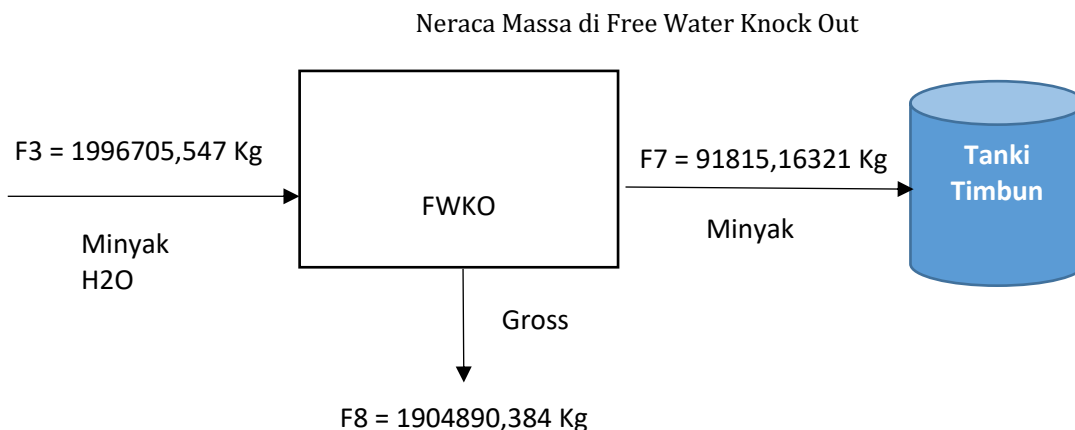 Neraca Massa di Free Water Knock Out
F3 = 1996705,547 Kg
Minyak
H2O
FWKO
F7 = 91815,16321 Kg
Minyak
Tanki
Timbun
Gross
F8 = 1904890,384 Kg